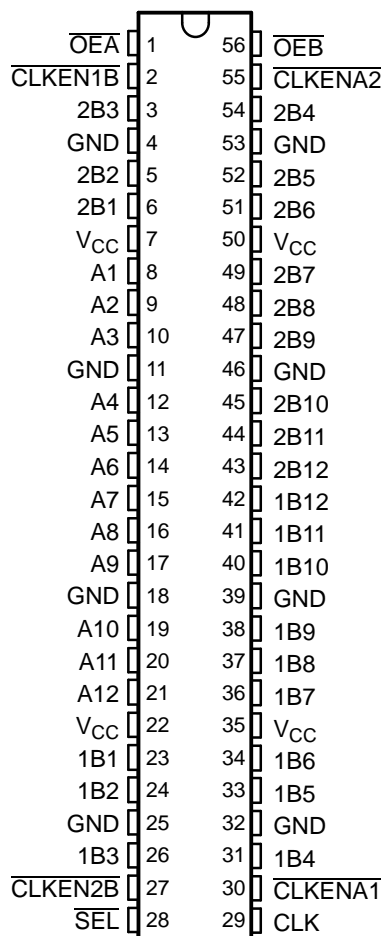 OEA 1 56 OEB
CLKEN1B 2 55 CLKENA2
2B3 3 54 2B4
GND 4 53 GND
2B2 5 52 2B5
2B1 6 51 2B6
VCC 7 50 VCC
A1 8 49 2B7
A2 9 48 2B8
A3 10 47 2B9
GND 11 46 GND
A4 12 45 2B10
A5 13 44 2B11
A6 14 43 2B12
A7 15 42 1B12
A8 16 41 1B11
A9 17 40 1B10
GND 18 39 GND
A10 19 38 1B9
A11 20 37 1B8
A12 21 36 1B7
VCC 22 35 VCC
1B1 23 34 1B6
1B2 24 33 1B5
GND 25 32 GND
1B3 26 31 1B4
CLKEN2B 27 30 CLKENA1
SEL 28 29 CLK